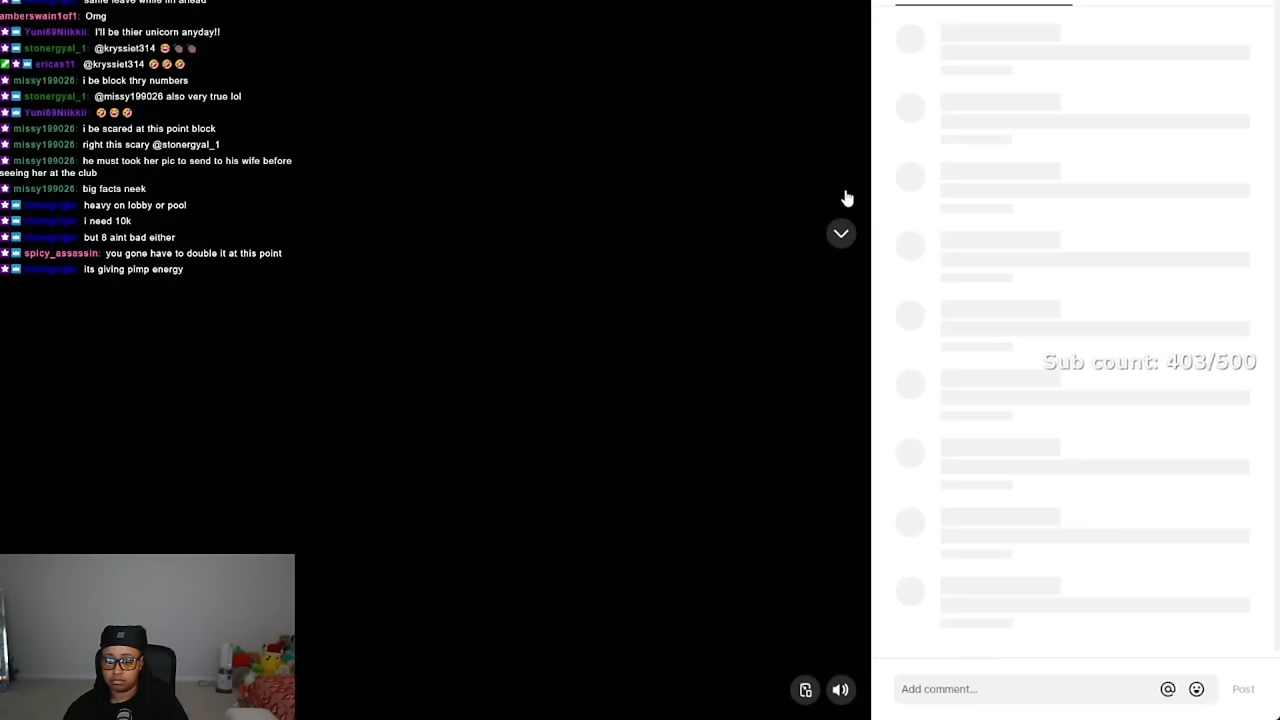 amberswain1of1: Omg
Yuni69Niikkii: I'll be thier unicorn anyday!!
stonergyal_1: @kryssiet314
ericas11 @kryssiet314
missy199026: i be block thry numbers
stonergyal_1: @missy199026 also very true lol
Yuni69Niikkii:
missy199026: i be scared at this point block
missy199026: right this scary @stonergyal_1
missy199026: he must took her pic to send to his wife before
seeing her at the club
missy199026: big facts neek
heavy on lobby or pool
i need 10k
but 8 aint bad either
spicy_assassin: you gone have to double it at this point
its giving pimp energy
Sub count: 403/500
Add comment...
Post